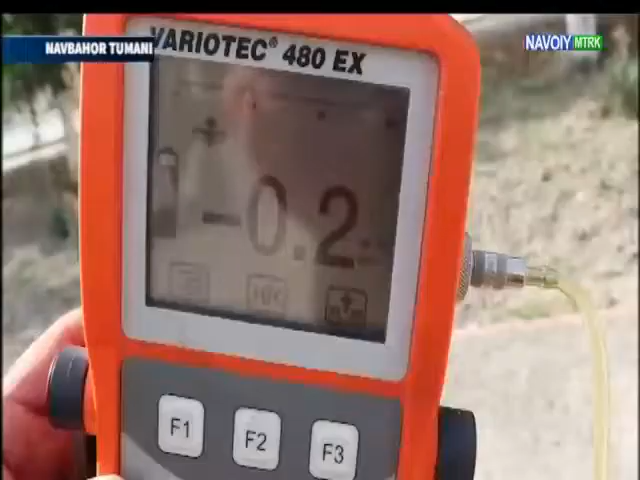 NAVBAHOR TUMANI
NAVOIY MTRK
VARIOTEC® 480 EX
-0.2
F1 F2 F3